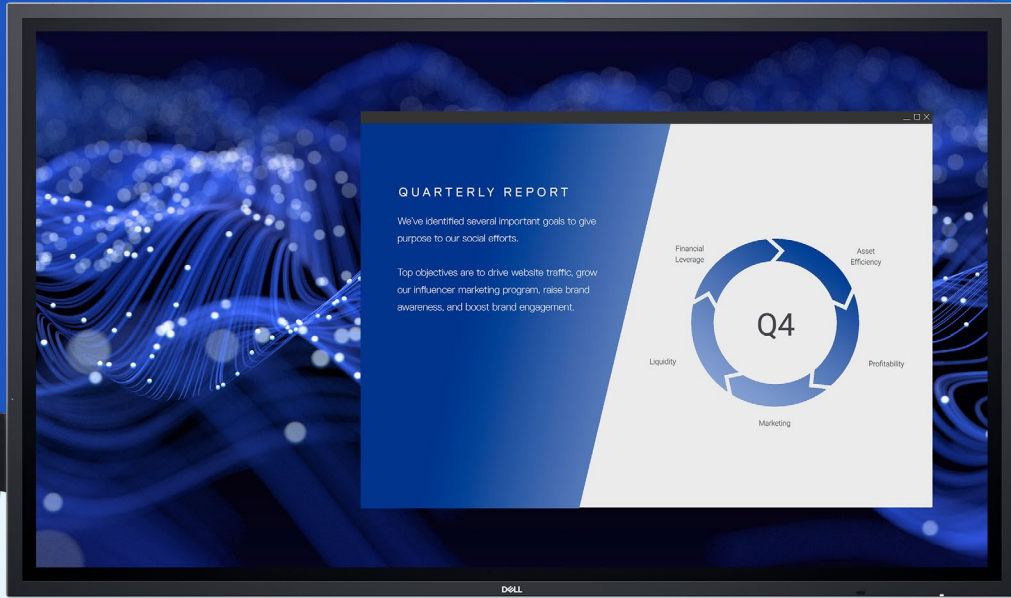 QUARTERLY REPORT
We've identified several important goals to give
purpose to our social efforts.
Top objectives are to drive website traffic, grow
our influencer marketing program, raise brand
awareness, and boost brand engagement.
Financial
Leverage
Asset
Efficiency
Q4
Liquidity
Profitability
Marketing
DELL